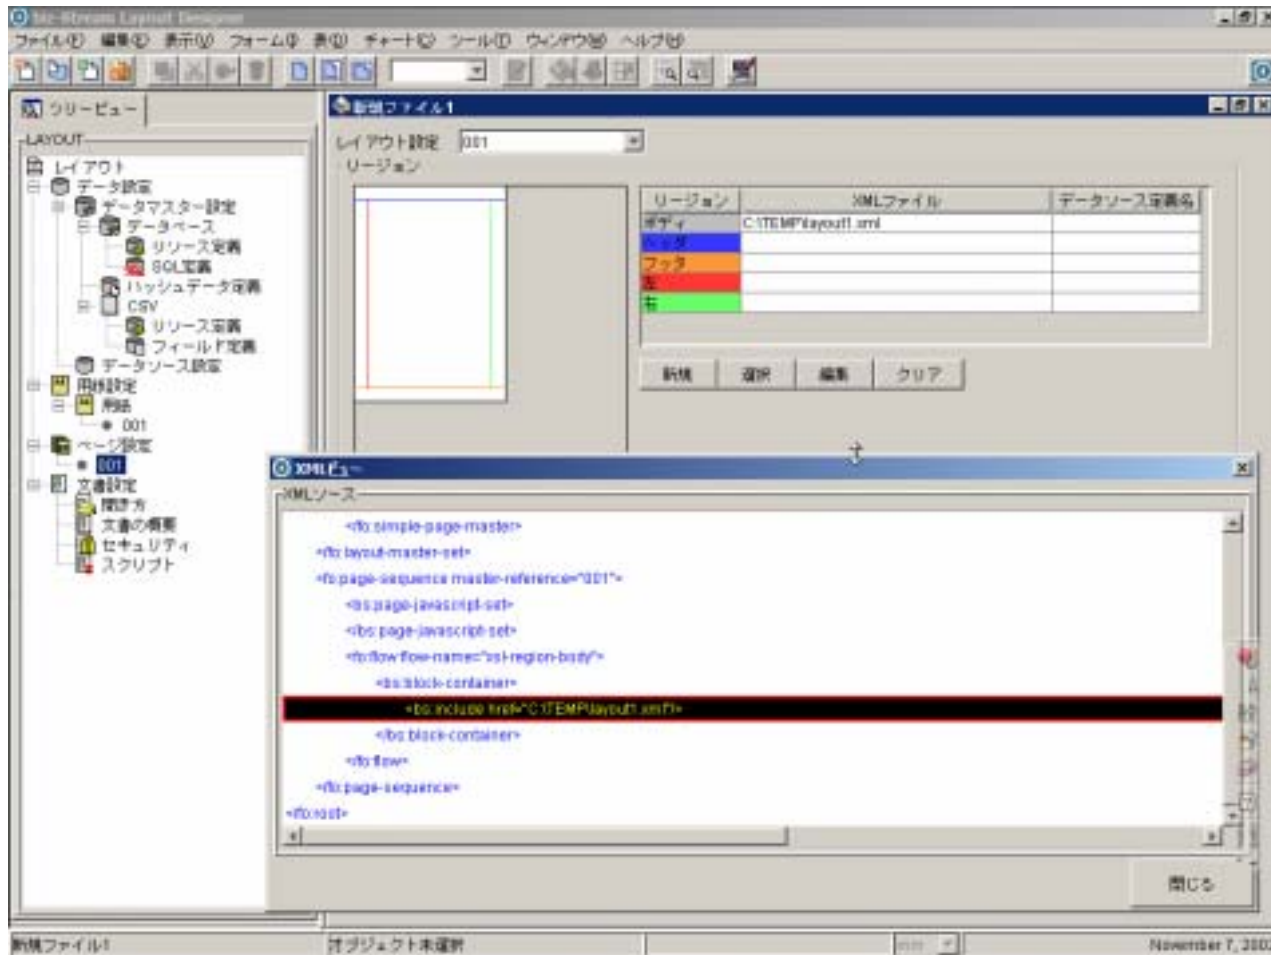 biz-Stream Layout Designer
ファイル(F) 編集(E) 表示(V) フォーム(I) 表(D) チャート(C) ツール(T) ウィンドウ(W) ヘルプ(H)
ツリービュー
LAYOUT
レイアウト
データ設定
データマスター設定
データベース
リソース定義
SQL定義
ハッシュデータ定義
CSV
リソース定義
フィールド定義
データソース設定
用紙設定
用紙
001
ページ設定
001
文書設定
開き方
文書の概要
セキュリティ
スクリプト
新規ファイル1
レイアウト設定 001
リージョン
リージョン XMLファイル データソース定義名
ボディ C:\TEMP\layout1.xml
ヘッダ
フッタ
左
右
新規 選択 編集 クリア
XMLビュー
XMLソース
</fo:simple-page-master>
</fo:layout-master-set>
<fo:page-sequence master-reference="001">
<bs:page-javascript-set>
</bs:page-javascript-set>
<fo:flow flow-name="xsl-region-body">
<bs:block-container>
<bs:include href="C:\TEMP\layout1.xml"/>
</bs:block-container>
</fo:flow>
</fo:page-sequence>
</fo:root>
閉じる
新規ファイル1 オブジェクト未選択 mm November 7,